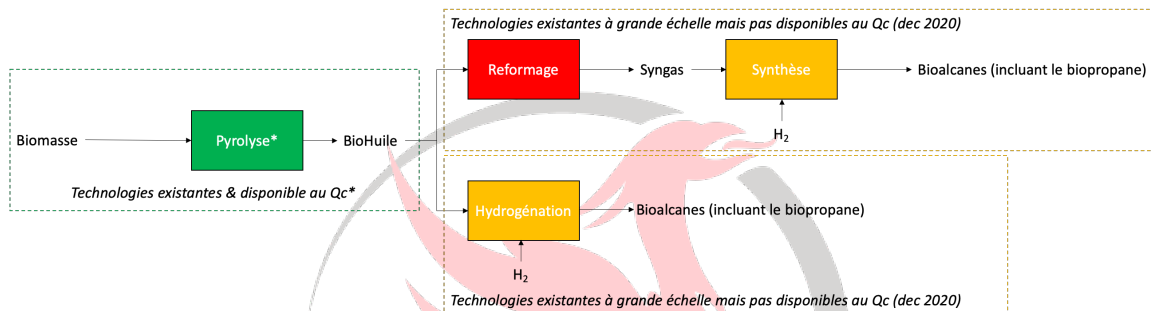 Technologies existantes à grande échelle mais pas disponibles au Qc (dec 2020)
Reformage
Syngas
Synthèse
Bioalcanes (incluant le biopropane)
H2
Biomasse
Pyrolyse*
BioHuile
Technologies existantes & disponible au Qc*
Hydrogénation
Bioalcanes (incluant le biopropane)
H2
Technologies existantes à grande échelle mais pas disponibles au Qc (dec 2020)